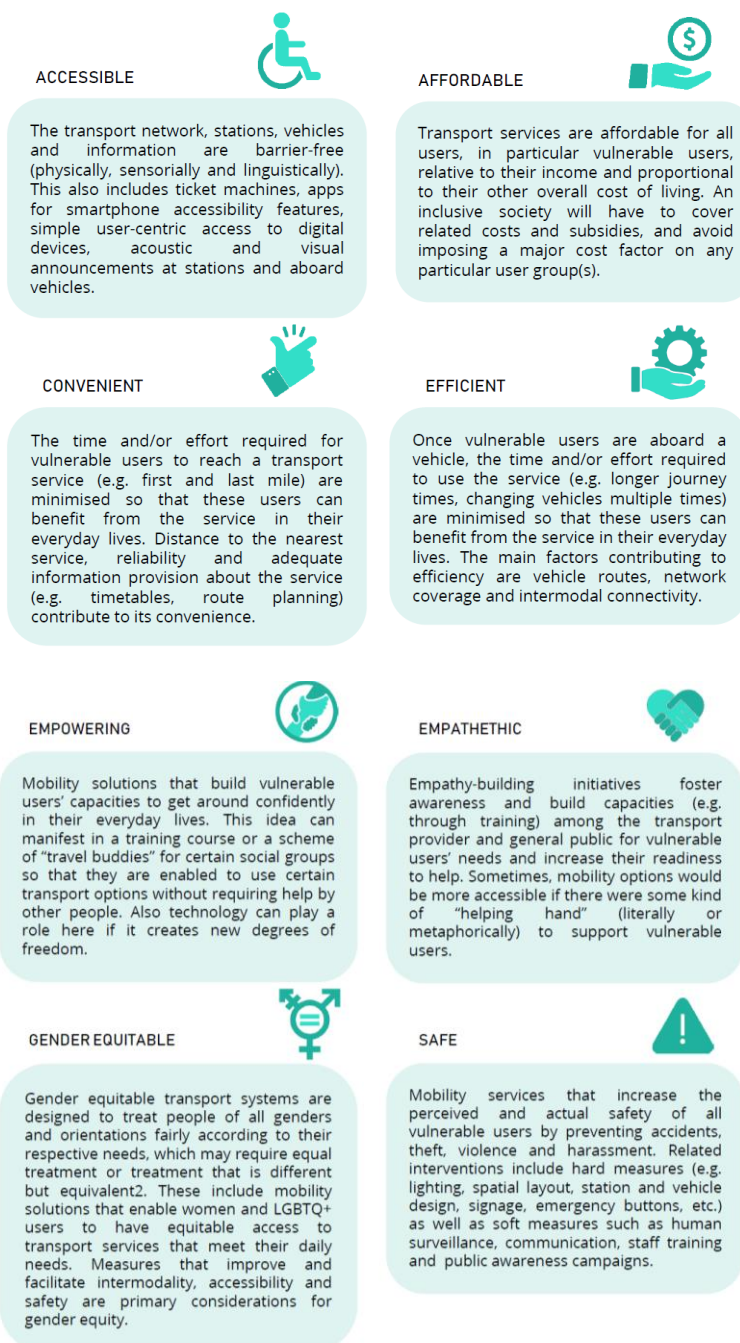 ACCESSIBLE
The transport network, stations, vehicles
and information are barrier-free
(physically, sensorially and linguistically).
This also includes ticket machines, apps
for smartphone accessibility features,
simple user-centric access to digital
devices, acoustic and visual
announcements at stations and aboard
vehicles.
$
AFFORDABLE
Transport services are affordable for all
users, in particular vulnerable users,
relative to their income and proportional
to their other overall cost of living. An
inclusive society will have to cover
related costs and subsidies, and avoid
imposing a major cost factor on any
particular user group(s).
CONVENIENT
The time and/or effort required for
vulnerable users to reach a transport
service (e.g. first and last mile) are
minimised so that these users can
benefit from the service in their
everyday lives. Distance to the nearest
service, reliability and adequate
information provision about the service
(e.g. timetables, route planning)
contribute to its convenience.
EFFICIENT
Once vulnerable users are aboard a
vehicle, the time and/or effort required
to use the service (e.g. longer journey
times, changing vehicles multiple times)
are minimised so that these users can
benefit from the service in their everyday
lives. The main factors contributing to
efficiency are vehicle routes, network
coverage and intermodal connectivity.
EMPOWERING
Mobility solutions that build vulnerable
users’ capacities to get around confidently
in their everyday lives. This idea can
manifest in a training course or a scheme
of “travel buddies” for certain social groups
so that they are enabled to use certain
transport options without requiring help by
other people. Also technology can play a
role here if it creates new degrees of
freedom.
EMPATHETHIC
Empathy-building initiatives foster
awareness and build capacities (e.g.
through training) among the transport
provider and general public for vulnerable
users’ needs and increase their readiness
to help. Sometimes, mobility options would
be more accessible if there were some kind
of “helping hand” (literally or
metaphorically) to support vulnerable
users.
GENDER EQUITABLE
Gender equitable transport systems are
designed to treat people of all genders
and orientations fairly according to their
respective needs, which may require equal
treatment or treatment that is different
but equivalent2. These include mobility
solutions that enable women and LGBTQ+
users to have equitable access to
transport services that meet their daily
needs. Measures that improve and
facilitate intermodality, accessibility and
safety are primary considerations for
gender equity.
!
SAFE
Mobility services that increase the
perceived and actual safety of all
vulnerable users by preventing accidents,
theft, violence and harassment. Related
interventions include hard measures (e.g.
lighting, spatial layout, station and vehicle
design, signage, emergency buttons, etc.)
as well as soft measures such as human
surveillance, communication, staff training
and public awareness campaigns.